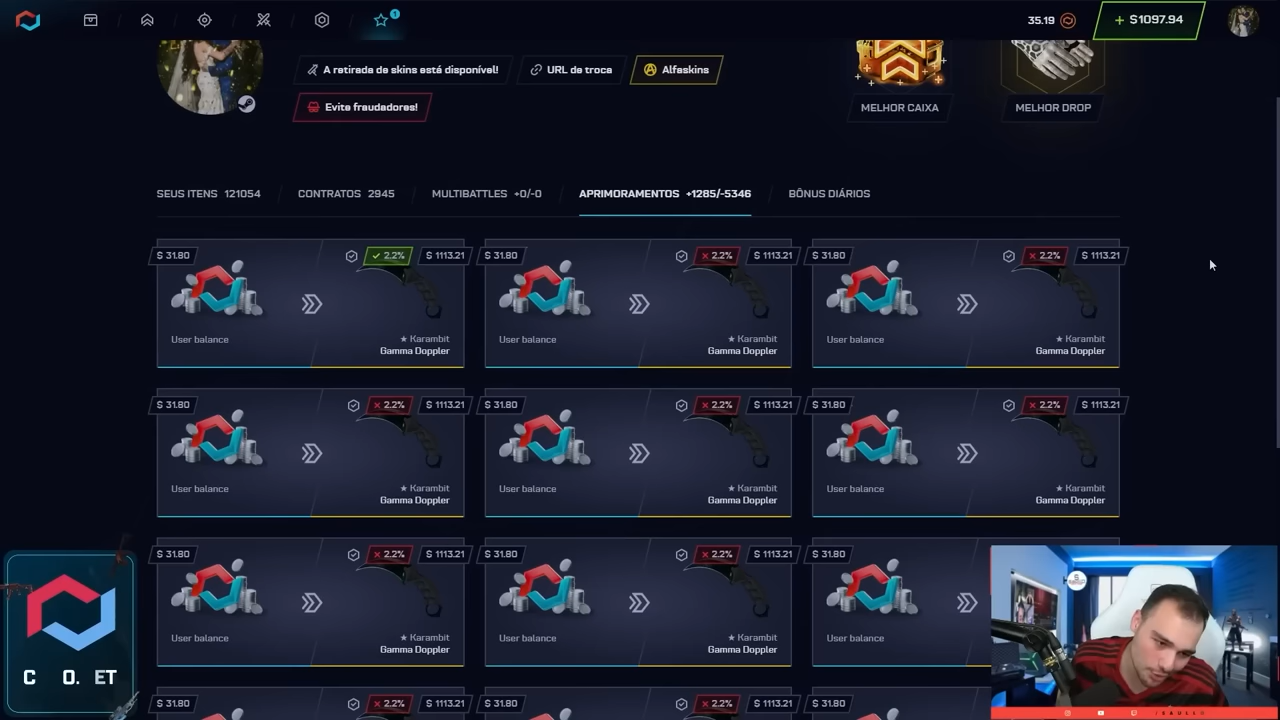 1
35.19
+ $1097.94
A retirada de skins está disponível!
URL de troca
Alfaskins
Evite fraudadores!
MELHOR CAIXA
MELHOR DROP
SEUS ITENS 121054
CONTRATOS 2945
MULTIBATTLES +0/-0
APRIMORAMENTOS +1285/-5346
BÔNUS DIÁRIOS
$ 31.80 2.2% $ 1113.21
User balance
★ Karambit
Gamma Doppler
$ 31.80 2.2% $ 1113.21
User balance
★ Karambit
Gamma Doppler
$ 31.80 2.2% $ 1113.21
User balance
★ Karambit
Gamma Doppler
$ 31.80 2.2% $ 1113.21
User balance
★ Karambit
Gamma Doppler
$ 31.80 2.2% $ 1113.21
User balance
★ Karambit
Gamma Doppler
$ 31.80 2.2% $ 1113.21
User balance
★ Karambit
Gamma Doppler
$ 31.80 2.2% $ 1113.21
User balance
★ Karambit
Gamma Doppler
$ 31.80 2.2% $ 1113.21
User balance
★ Karambit
Gamma Doppler
$ 31.80
User balance
$ 31.80 2.2% $ 1113.21
$ 31.80 2.2% $ 1113.21
$ 31.80
C O. ET